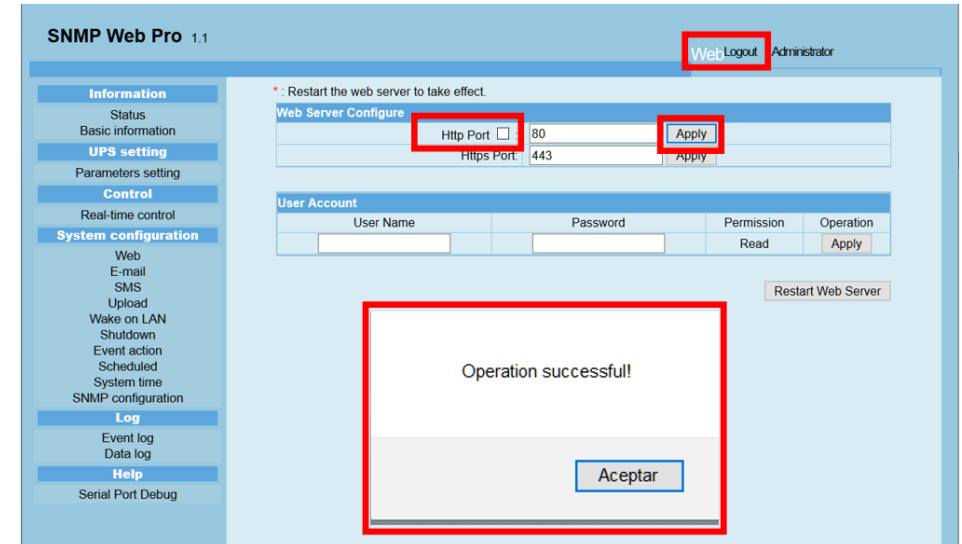 SNMP Web Pro 1.1
Web Logout Administrator
Information
Status
Basic information
UPS setting
Parameters setting
Control
Real-time control
System configuration
Web
E-mail
SMS
Upload
Wake on LAN
Shutdown
Event action
Scheduled
System time
SNMP configuration
Log
Event log
Data log
Help
Serial Port Debug
* : Restart the web server to take effect.
Web Server Configure
Http Port : 80 Apply
Https Port: 443 Apply
User Account
User Name Password Permission Operation
Read Apply
Restart Web Server
Operation successful!
Aceptar